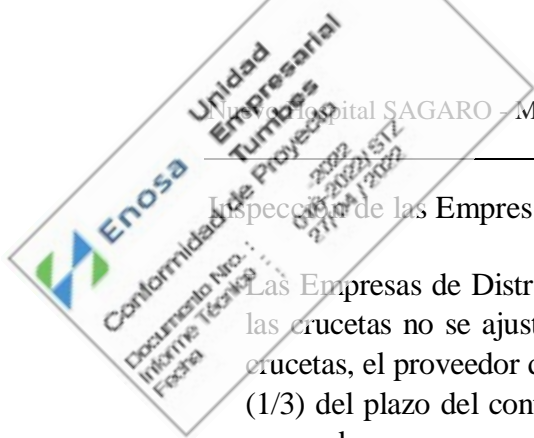 Nuevo Hospital SAGARO - M
Enosa
Unidad
Empresarial
Tumbes
Conformidad de Proyecto
Documento Nro. : -2022
Informe Técnico : 010-2022/ STZ
Fecha : 27/04 / 2022
Inspección de las Empres
Las Empresas de Distr
las crucetas no se ajust
crucetas, el proveedor d
(1/3) del plazo del con